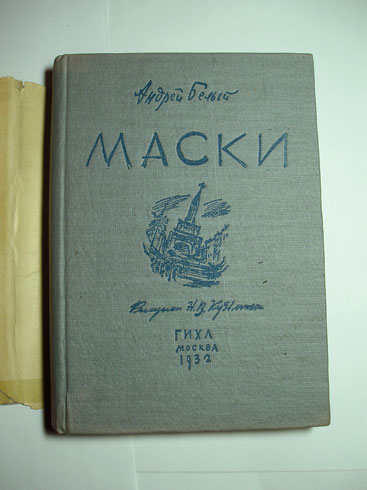 Андрей Белый
МАСКИ
Рисунки Н.В. Кузьмина
ГИХЛ
МОСКВА
1932